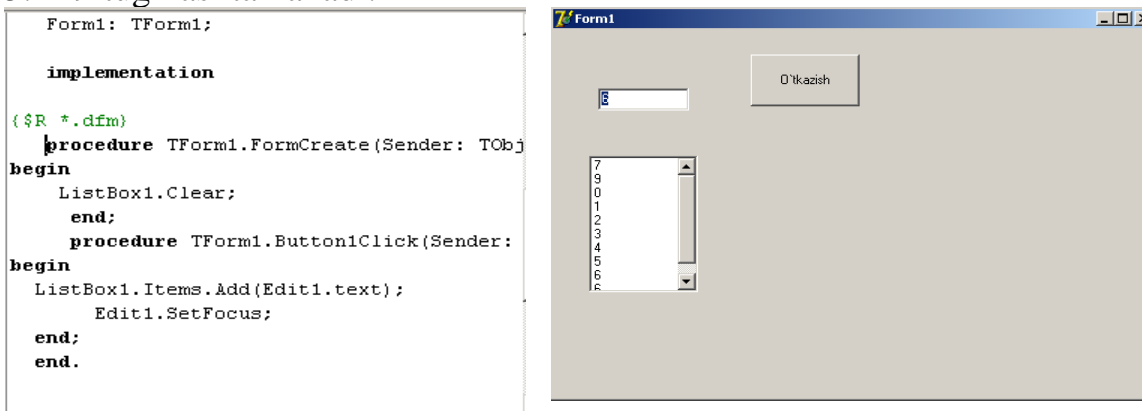 Form1: TForm1;
implementation
{$R *.dfm}
procedure TForm1.FormCreate(Sender: TObj
begin
ListBox1.Clear;
end;
procedure TForm1.Button1Click(Sender:
begin
ListBox1.Items.Add(Edit1.text);
Edit1.SetFocus;
end;
end.
Form1
O`tkazish
6
7
9
0
1
2
3
4
5
6
6